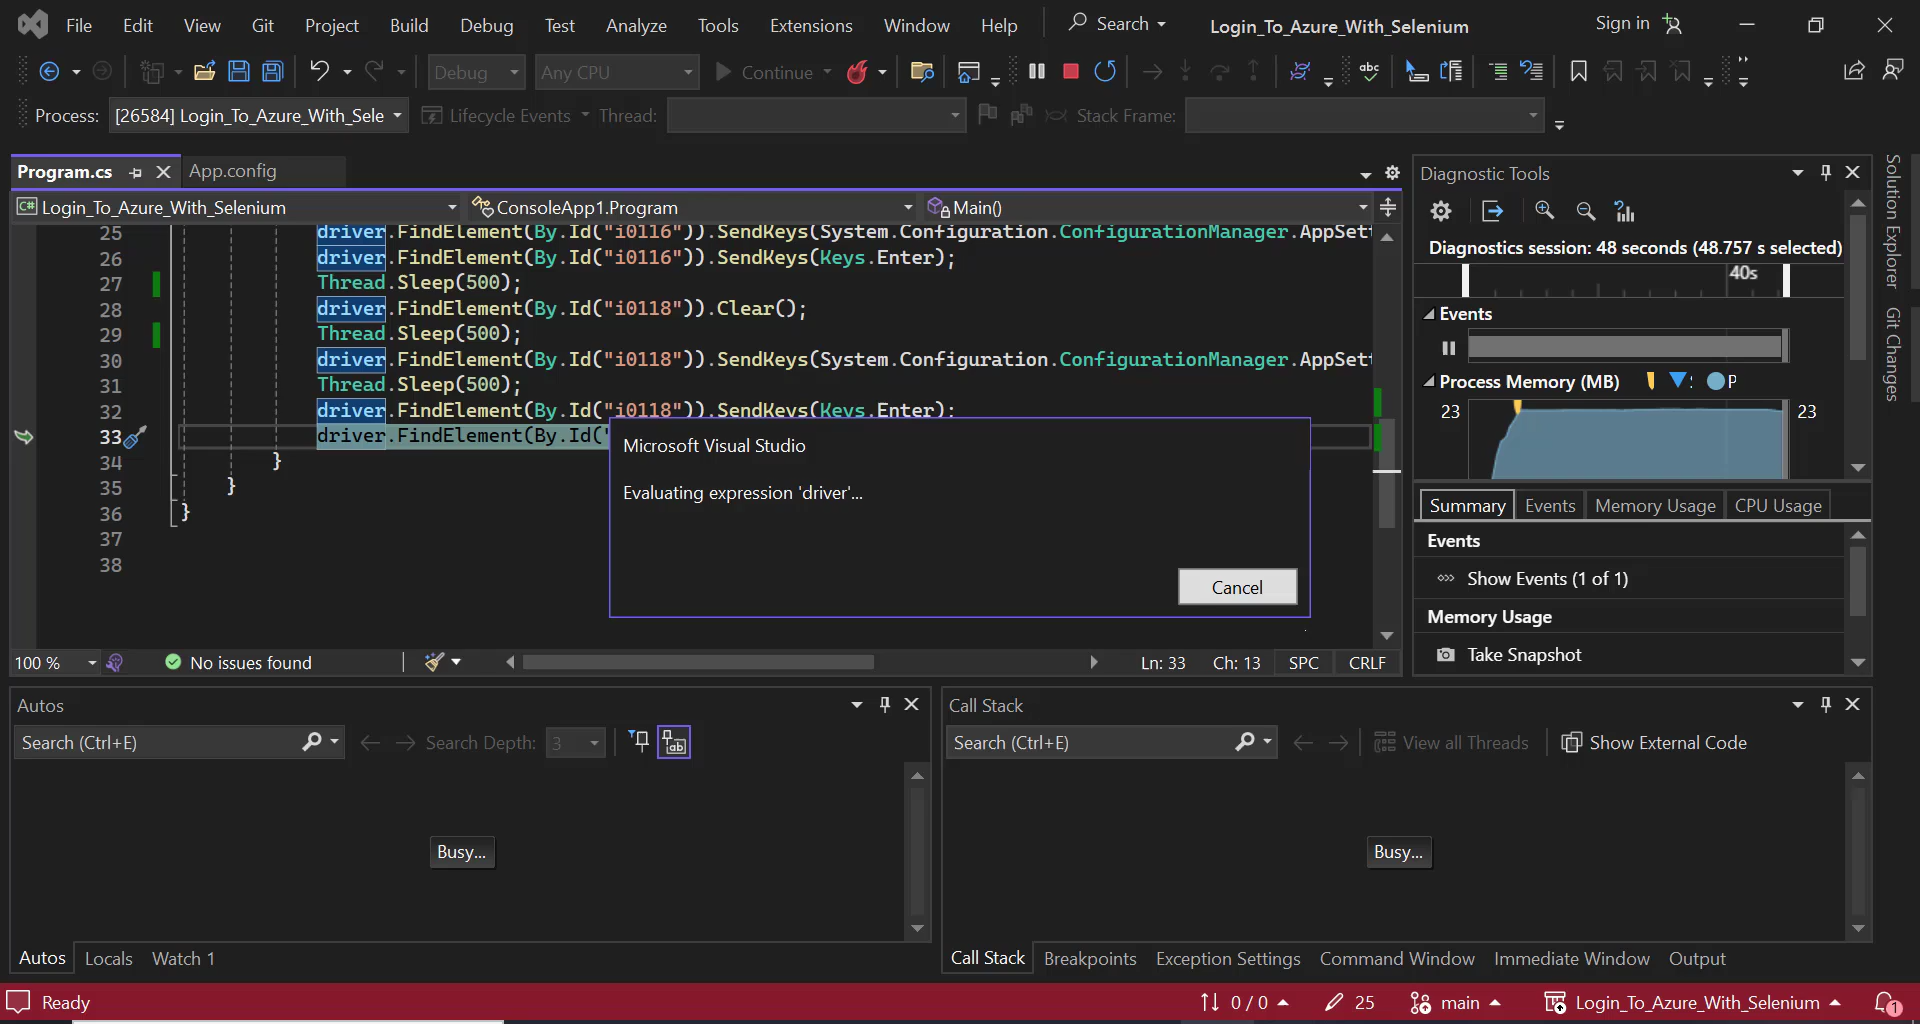 File Edit View Git Project Build Debug Test Analyze Tools Extensions Window Help Search Login_To_Azure_With_Selenium Sign in
Debug Any CPU Continue
Process: [26584] Login_To_Azure_With_Sele Lifecycle Events Thread: Stack Frame:
Program.cs App.config
C# Login_To_Azure_With_Selenium ConsoleApp1.Program Main()
25 driver.FindElement(By.Id("i0116")).SendKeys(System.Configuration.ConfigurationManager.AppSett
26 driver.FindElement(By.Id("i0116")).SendKeys(Keys.Enter);
27 Thread.Sleep(500);
28 driver.FindElement(By.Id("i0118")).Clear();
29 Thread.Sleep(500);
30 driver.FindElement(By.Id("i0118")).SendKeys(System.Configuration.ConfigurationManager.AppSett
31 Thread.Sleep(500);
32 driver.FindElement(By.Id("i0118")).SendKeys(Keys.Enter);
33 driver.FindElement(By.Id("
34 }
35 }
36 }
37
38
Microsoft Visual Studio
Evaluating expression 'driver'...
Cancel
100 % No issues found Ln: 33 Ch: 13 SPC CRLF
Diagnostic Tools
Diagnostics session: 48 seconds (48.757 s selected)
40s
Events
Process Memory (MB) P
23 23
Summary Events Memory Usage CPU Usage
Events
Show Events (1 of 1)
Memory Usage
Take Snapshot
Solution Explorer
Git Changes
Autos
Search (Ctrl+E) Search Depth: 3
Busy...
Autos Locals Watch 1
Call Stack
Search (Ctrl+E) View all Threads Show External Code
Busy...
Call Stack Breakpoints Exception Settings Command Window Immediate Window Output
Ready 0 / 0 25 main Login_To_Azure_With_Selenium 1